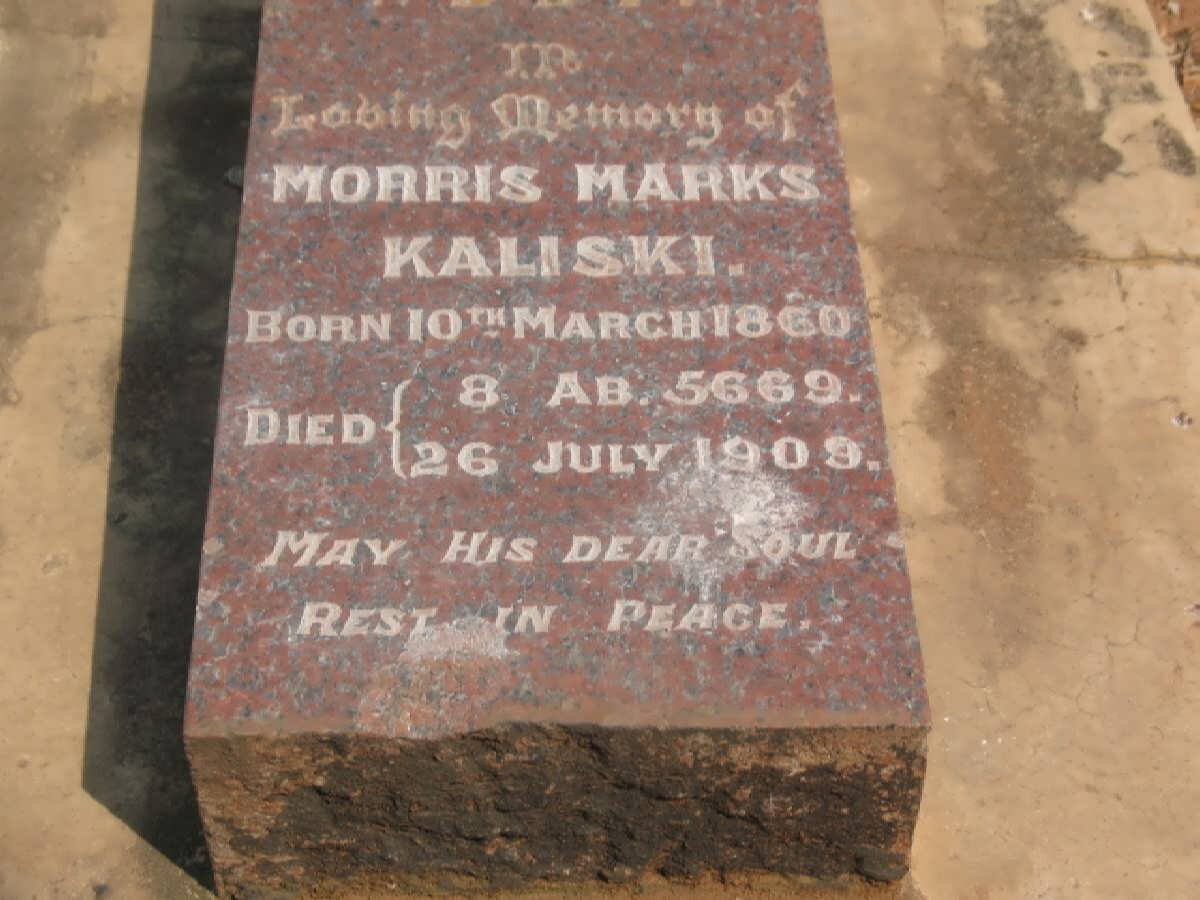 In
Loving Memory of
MORRIS MARKS
KALISKI.
BORN 10TH MARCH 1860
8 AB. 5669.
DIED {
26 JULY 1909.
MAY HIS DEAR SOUL
REST IN PEACE.